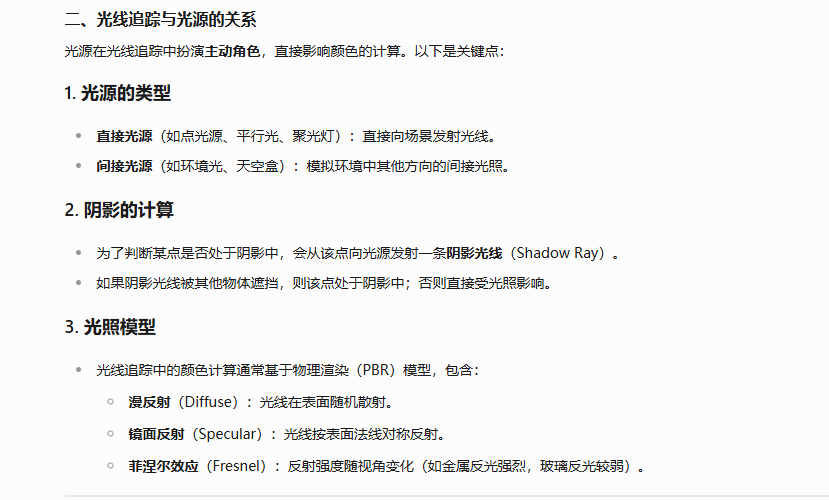 二、光线追踪与光源的关系
光源在光线追踪中扮演主动角色，直接影响颜色的计算。以下是关键点：
1. 光源的类型
直接光源（如点光源、平行光、聚光灯）：直接向场景发射光线。
间接光源（如环境光、天空盒）：模拟环境中其他方向的间接光照。
2. 阴影的计算
为了判断某点是否处于阴影中，会从该点向光源发射一条阴影光线（Shadow Ray）。
如果阴影光线被其他物体遮挡，则该点处于阴影中；否则直接受光照影响。
3. 光照模型
光线追踪中的颜色计算通常基于物理渲染（PBR）模型，包含：
漫反射（Diffuse）：光线在表面随机散射。
镜面反射（Specular）：光线按表面法线对称反射。
菲涅尔效应（Fresnel）：反射强度随视角变化（如金属反光强烈，玻璃反光较弱）。